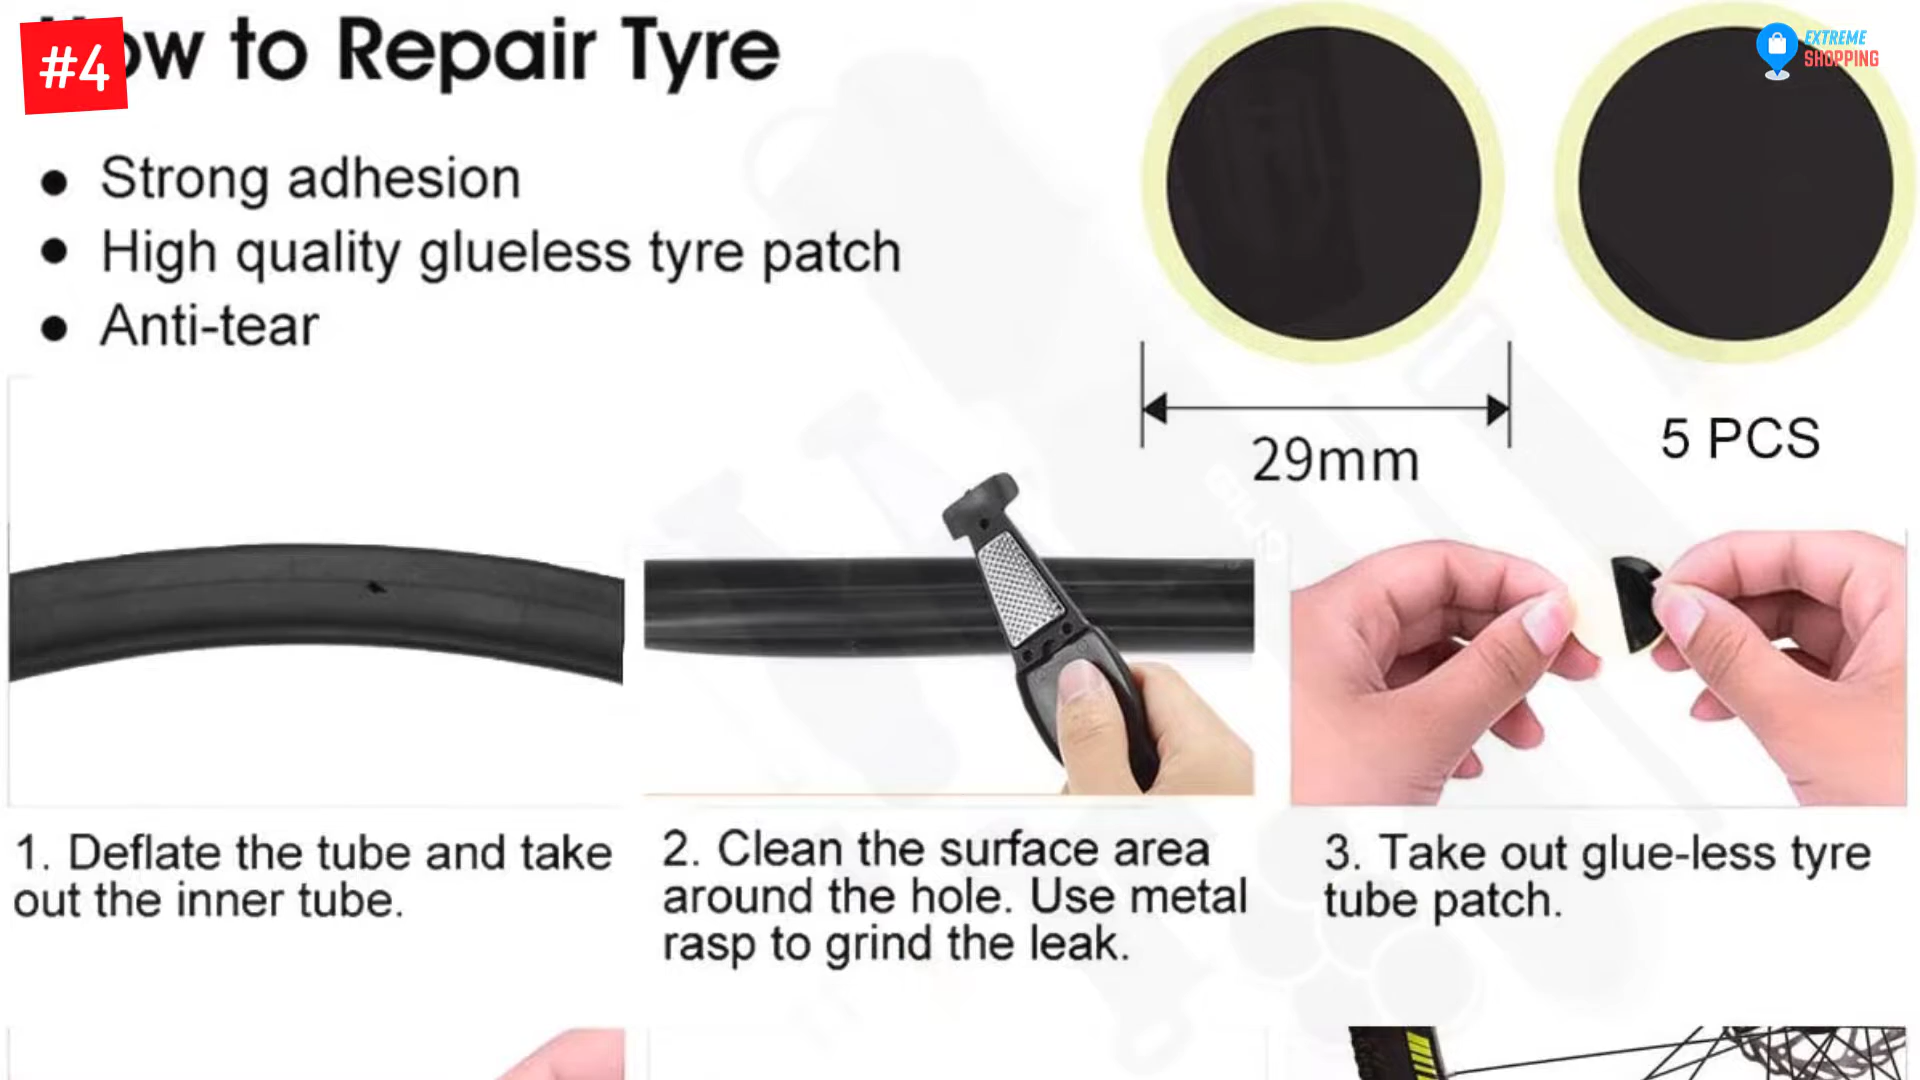 #4
ow to Repair Tyre
EXTREME
SHOPPING
● Strong adhesion
● High quality glueless tyre patch
● Anti-tear
29mm
5 PCS
1. Deflate the tube and take
out the inner tube.
2. Clean the surface area
around the hole. Use metal
rasp to grind the leak.
3. Take out glue-less tyre
tube patch.